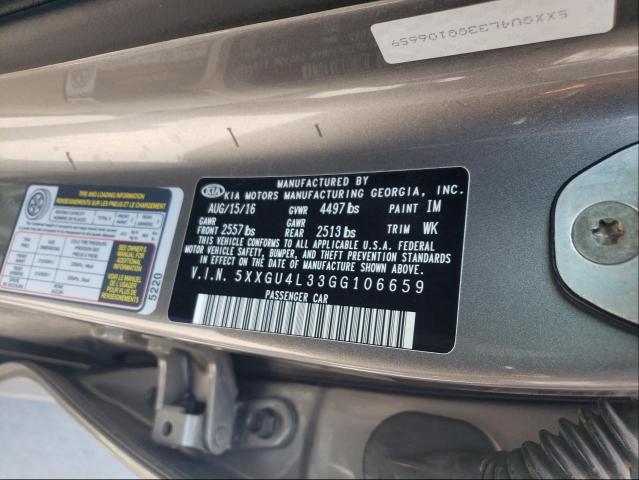 5XXGU4L33GG106659
MANUFACTURED BY
KIA KIA MOTORS MANUFACTURING GEORGIA, INC.
AUG/15/16 GVWR 4497 lbs PAINT IM
GAWR GAWR
FRONT 2557 lbs REAR 2513 lbs TRIM WK
THIS VEHICLE CONFORMS TO ALL APPLICABLE U.S.A. FEDERAL
MOTOR VEHICLE SAFETY, BUMPER, AND THEFT PREVENTION STANDARDS
IN EFFECT ON THE DATE OF MANUFACTURE SHOWN ABOVE.
V.I.N. 5XXGU4L33GG106659
PASSENGER CAR
TIRE AND LOADING INFORMATION
RENSEIGNEMENTS SUR LES PNEUS ET LE CHARGEMENT
SEE OWNER'S
MANUAL FOR
ADDITIONAL
INFORMATION
VOIR LE MANUEL
DE L'USAGER
POUR PLUS DE
RENSEIGNEMENTS
5220